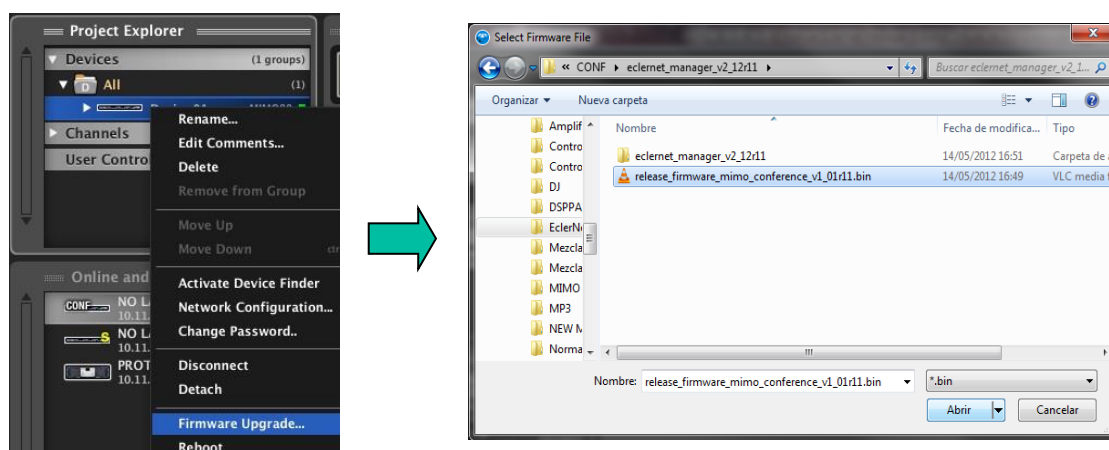 Project Explorer
Devices (1 groups)
All (1)
Channels
User Contro
Rename...
Edit Comments...
Delete
Remove from Group
Move Up
Move Down
Activate Device Finder
Network Configuration...
Change Password..
Disconnect
Detach
Firmware Upgrade...
Reboot
Online and
CONF NO L
10.11.
S NO L
10.11.
PROT
10.11.
Select Firmware File
« CONF eclernet_manager_v2_12r11
Buscar eclernet_manager_v2_1...
Organizar Nueva carpeta
Nombre Fecha de modifica... Tipo
Amplif
Contro
Contro
DJ
DSPPA
EclerN
Mezcla
Mezcla
MIMO
MP3
NEW M
Norma
eclernet_manager_v2_12r11 14/05/2012 16:51 Carpeta de a
release_firmware_mimo_conference_v1_01r11.bin 14/05/2012 16:49 VLC media f
Nombre: release_firmware_mimo_conference_v1_01r11.bin *.bin
Abrir Cancelar